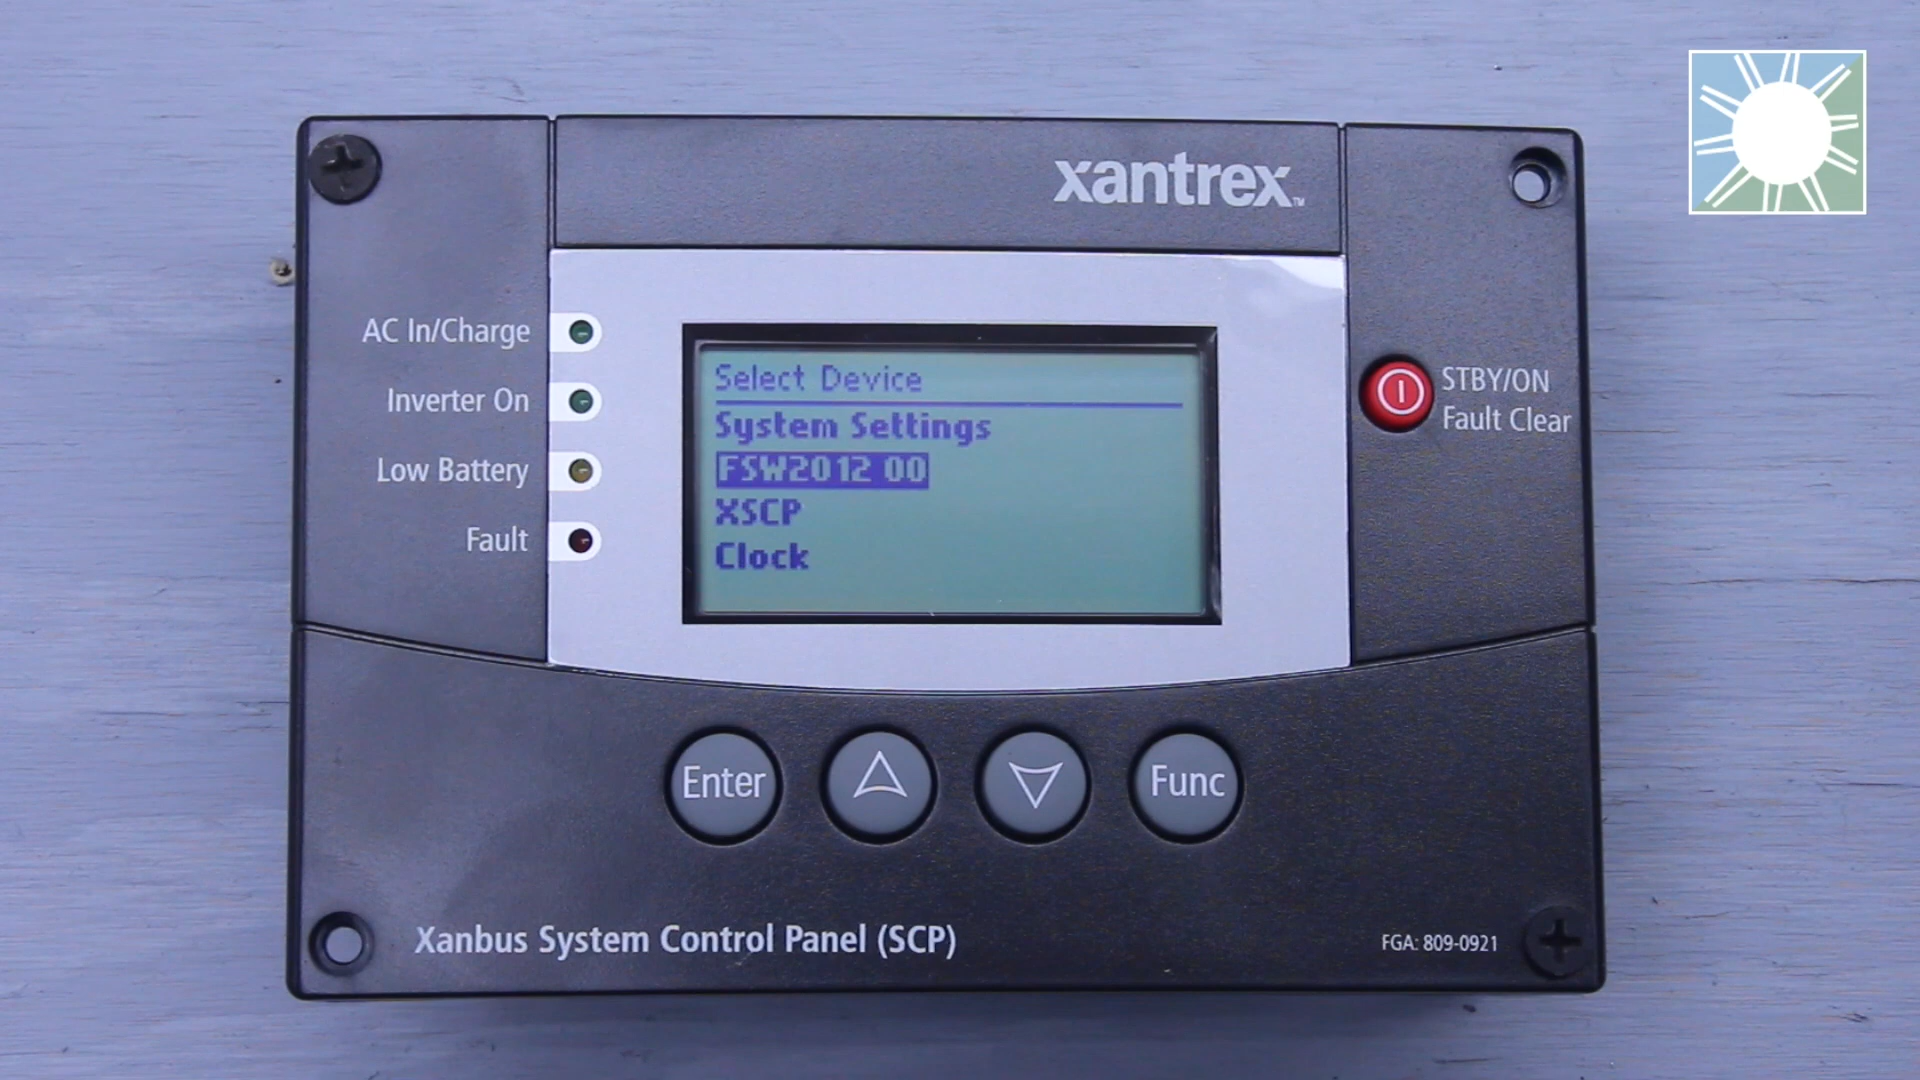 xantrex™
AC In/Charge
Inverter On
Low Battery
Fault
Select Device
System Settings
FSW2012 00
XSCP
Clock
STBY/ON
Fault Clear
Enter
Func
Xanbus System Control Panel (SCP)
FGA: 809-0921